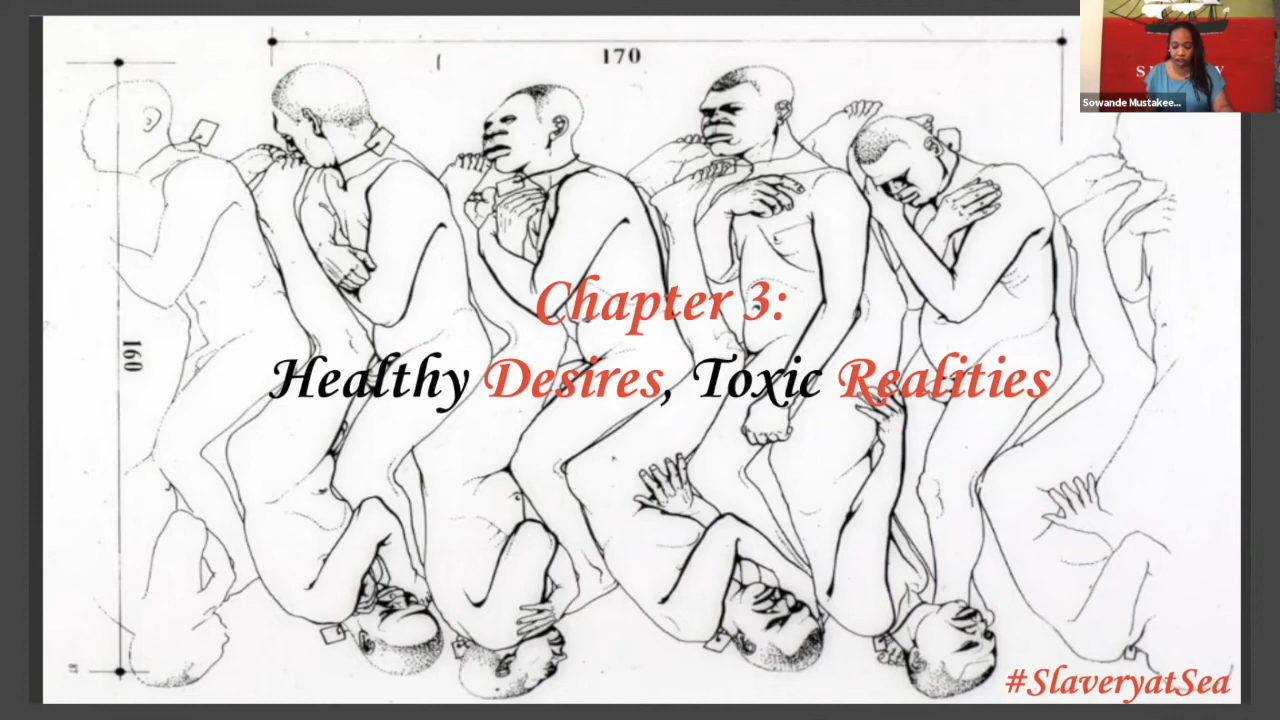 170
Sowande Mustakee...
160
Chapter 3:
Healthy Desires, Toxic Realities
#SlaveryatSea